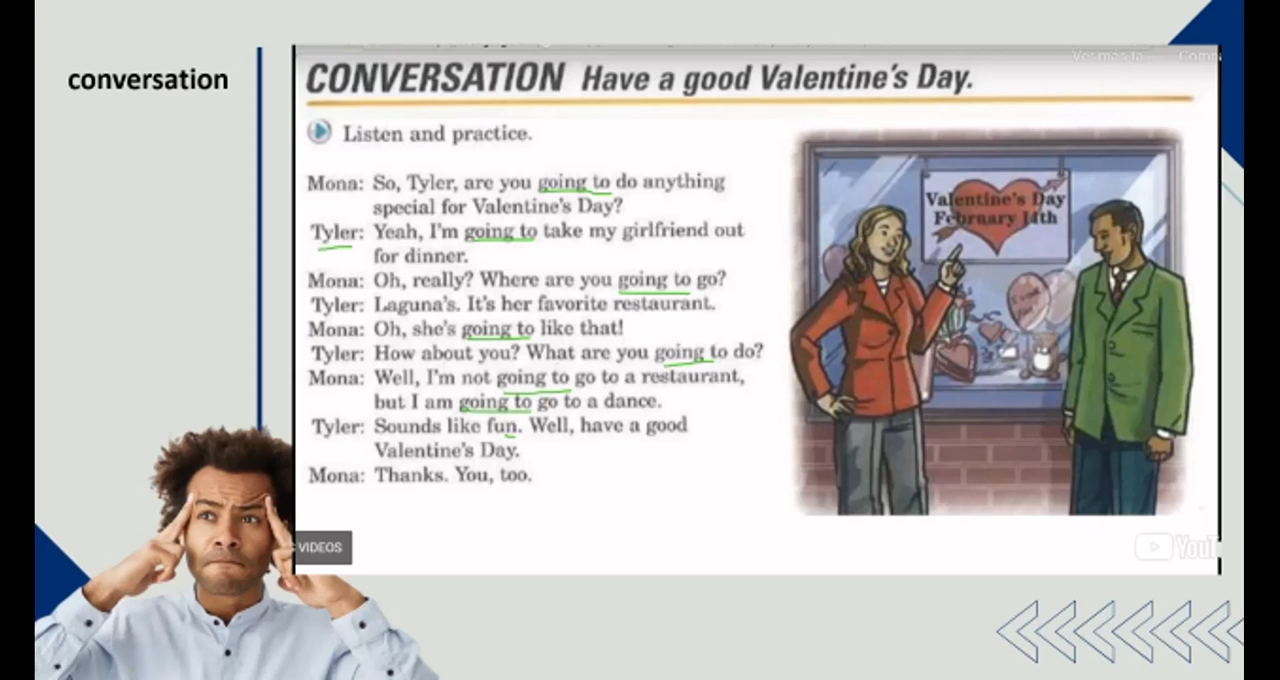 conversation
CONVERSATION Have a good Valentine's Day.
Listen and practice.
Mona: So, Tyler, are you going to do anything
special for Valentine's Day?
Tyler: Yeah, I'm going to take my girlfriend out
for dinner.
Mona: Oh, really? Where are you going to go?
Tyler: Laguna's. It's her favorite restaurant.
Mona: Oh, she's going to like that!
Tyler: How about you? What are you going to do?
Mona: Well, I'm not going to go to a restaurant,
but I am going to go to a dance.
Tyler: Sounds like fun. Well, have a good
Valentine's Day.
Mona: Thanks. You, too.
Valentine's Day
February 14th
VIDEOS
YouT